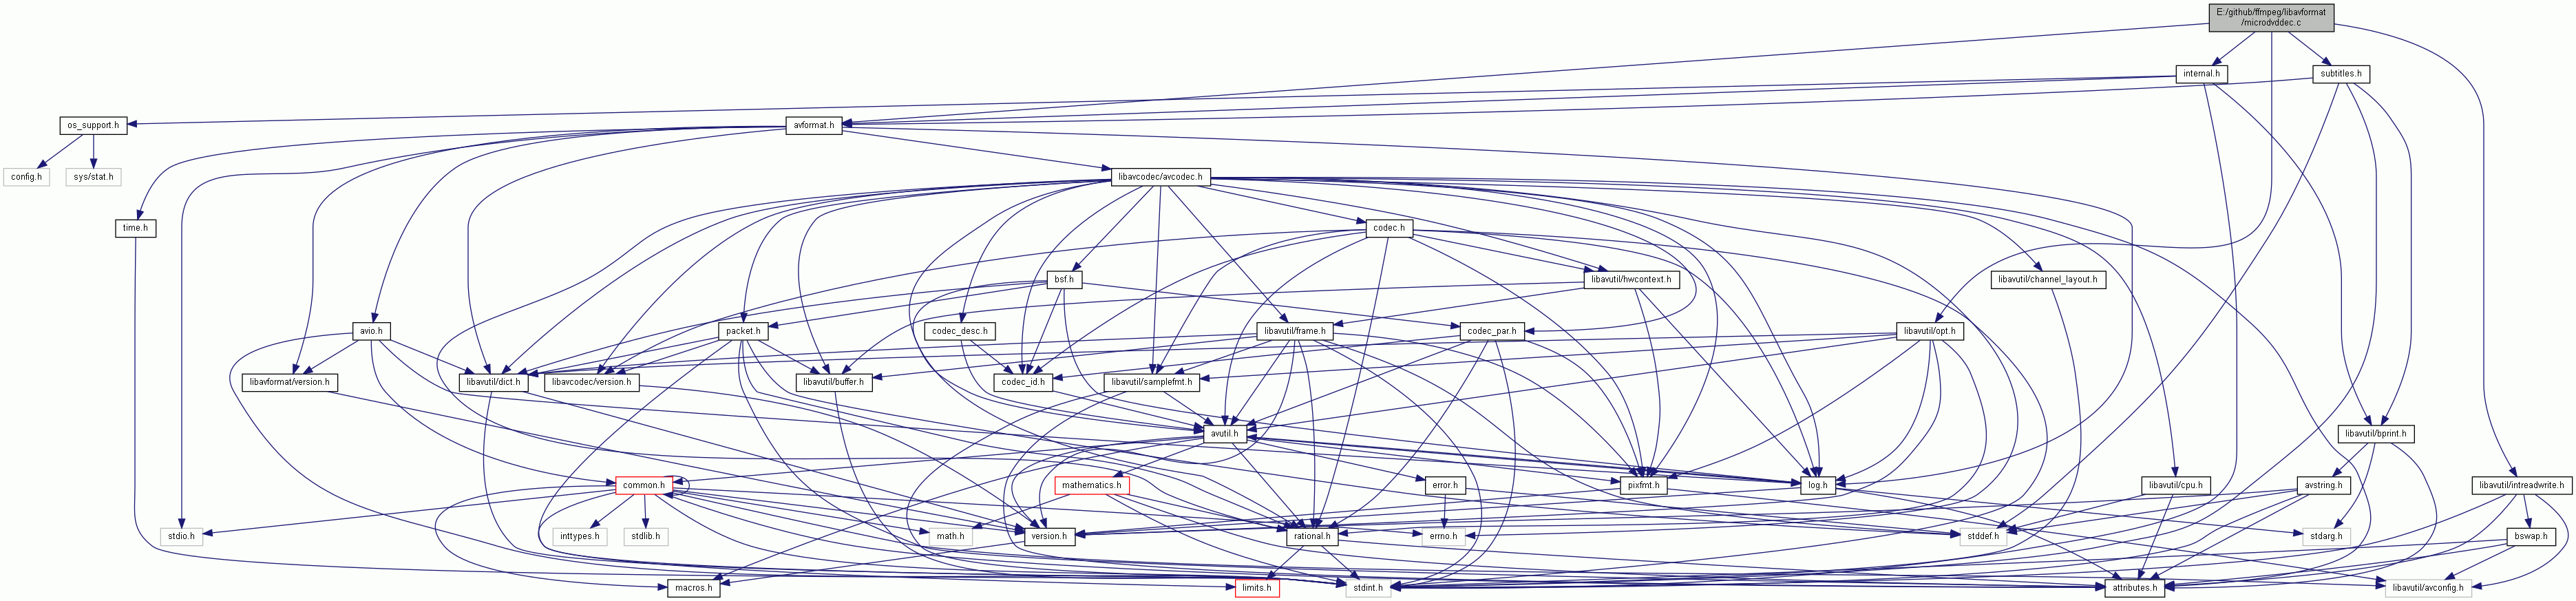 E:/github/ffmpeg/libavformat
/microdvddec.c
internal.h
subtitles.h
os_support.h
avformat.h
config.h
sys/stat.h
libavcodec/avcodec.h
time.h
codec.h
bsf.h
libavutil/hwcontext.h
libavutil/channel_layout.h
avio.h
packet.h
codec_desc.h
libavutil/frame.h
codec_par.h
libavutil/opt.h
libavformat/version.h
libavutil/dict.h
libavcodec/version.h
libavutil/buffer.h
codec_id.h
libavutil/samplefmt.h
avutil.h
libavutil/bprint.h
common.h
mathematics.h
error.h
pixfmt.h
log.h
libavutil/cpu.h
avstring.h
libavutil/intreadwrite.h
stdio.h
inttypes.h
stdlib.h
math.h
version.h
rational.h
errno.h
stddef.h
stdarg.h
bswap.h
macros.h
limits.h
stdint.h
attributes.h
libavutil/avconfig.h